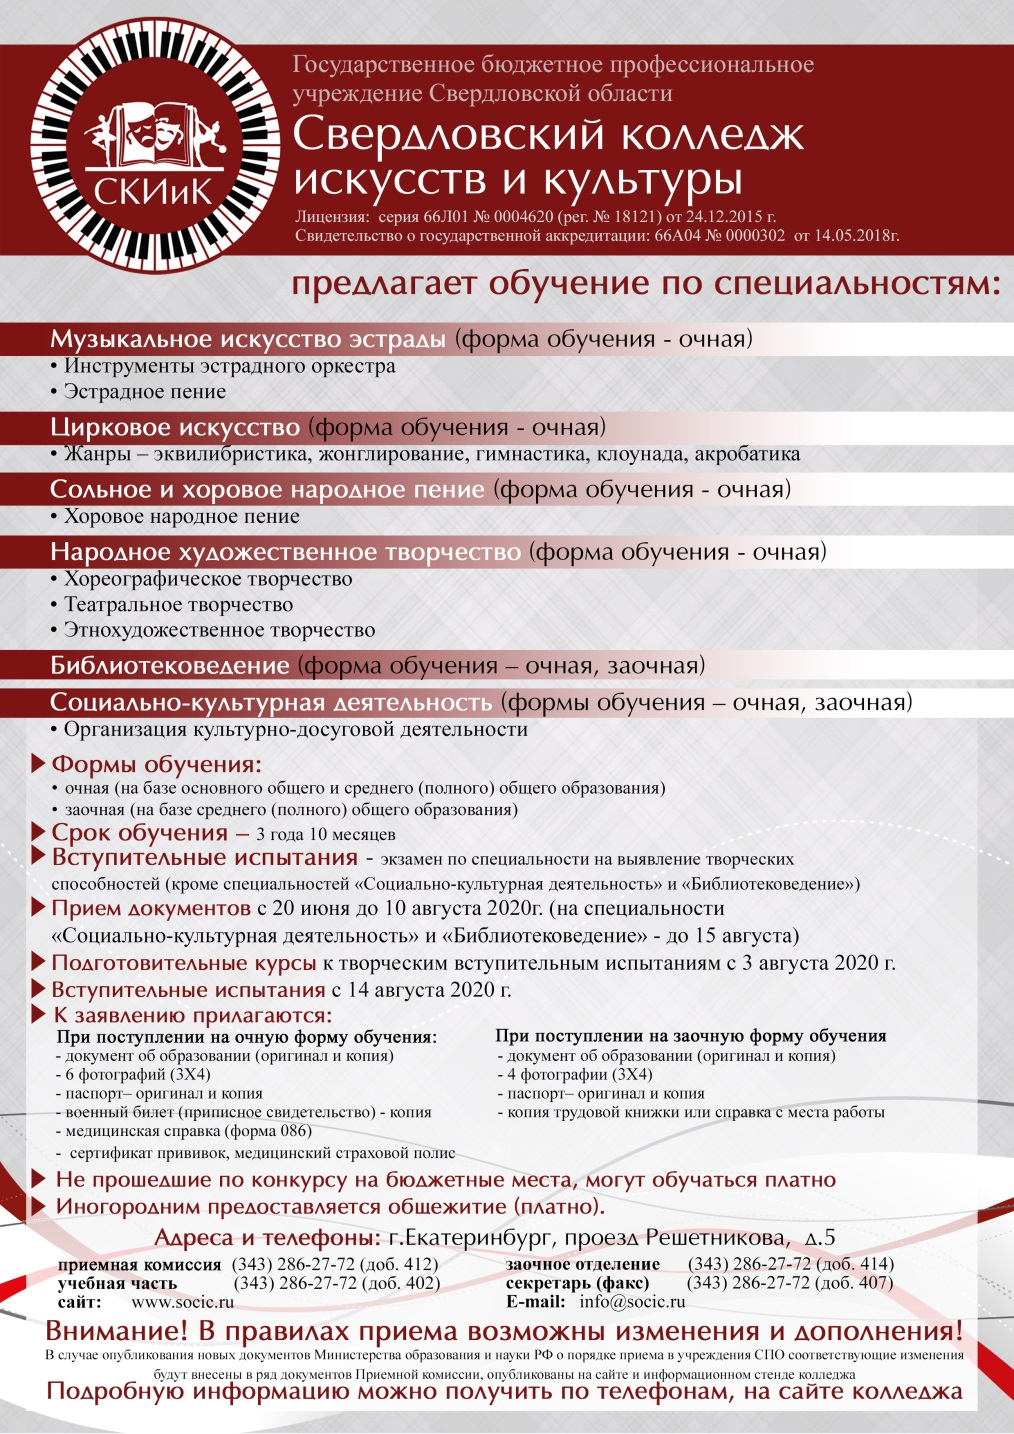 СКИиК
Государственное бюджетное профессиональное
учреждение Свердловской области
Свердловский колледж
искусств и культуры
Лицензия: серия 66Л01 № 0004620 (рег. № 18121) от 24.12.2015 г.
Свидетельство о государственной аккредитации: 66А04 № 0000302 от 14.05.2018г.
предлагает обучение по специальностям:
Музыкальное искусство эстрады (форма обучения - очная)
• Инструменты эстрадного оркестра
• Эстрадное пение
Цирковое искусство (форма обучения - очная)
• Жанры – эквилибристика, жонглирование, гимнастика, клоунада, акробатика
Сольное и хоровое народное пение (форма обучения - очная)
• Хоровое народное пение
Народное художественное творчество (форма обучения - очная)
• Хореографическое творчество
• Театральное творчество
• Этнохудожественное творчество
Библиотековедение (форма обучения – очная, заочная)
Социально-культурная деятельность (формы обучения – очная, заочная)
• Организация культурно-досуговой деятельности
Формы обучения:
• очная (на базе основного общего и среднего (полного) общего образования)
• заочная (на базе среднего (полного) общего образования)
Срок обучения – 3 года 10 месяцев
Вступительные испытания - экзамен по специальности на выявление творческих
способностей (кроме специальностей «Социально-культурная деятельность» и «Библиотековедение»)
Прием документов с 20 июня до 10 августа 2020г. (на специальности
«Социально-культурная деятельность» и «Библиотековедение» - до 15 августа)
Подготовительные курсы к творческим вступительным испытаниям с 3 августа 2020 г.
Вступительные испытания с 14 августа 2020 г.
К заявлению прилагаются:
При поступлении на очную форму обучения:
- документ об образовании (оригинал и копия)
- 6 фотографий (3Х4)
- паспорт– оригинал и копия
- военный билет (приписное свидетельство) - копия
- медицинская справка (форма 086)
- сертификат прививок, медицинский страховой полис
При поступлении на заочную форму обучения
- документ об образовании (оригинал и копия)
- 4 фотографии (3Х4)
- паспорт– оригинал и копия
- копия трудовой книжки или справка с места работы
Не прошедшие по конкурсу на бюджетные места, могут обучаться платно
Иногородним предоставляется общежитие (платно).
Адреса и телефоны: г.Екатеринбург, проезд Решетникова, д.5
приемная комиссия (343) 286-27-72 (доб. 412)
учебная часть (343) 286-27-72 (доб. 402)
сайт: www.socic.ru
заочное отделение (343) 286-27-72 (доб. 414)
секретарь (факс) (343) 286-27-72 (доб. 407)
E-mail: info@socic.ru
Внимание! В правилах приема возможны изменения и дополнения!
В случае опубликования новых документов Министерства образования и науки РФ о порядке приема в учреждения СПО соответствующие изменения
будут внесены в ряд документов Приемной комиссии, опубликованы на сайте и информационном стенде колледжа
Подробную информацию можно получить по телефонам, на сайте колледжа